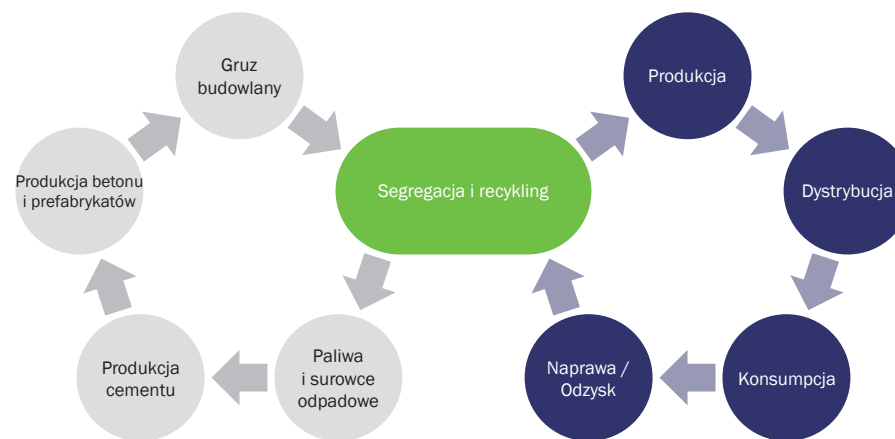 Gruz
budowlany
Produkcja
Produkcja betonu
i prefabrykatów
Segregacja i recykling
Dystrybucja
Produkcja
cementu
Paliwa
i surowce
odpadowe
Naprawa /
Odzysk
Konsumpcja